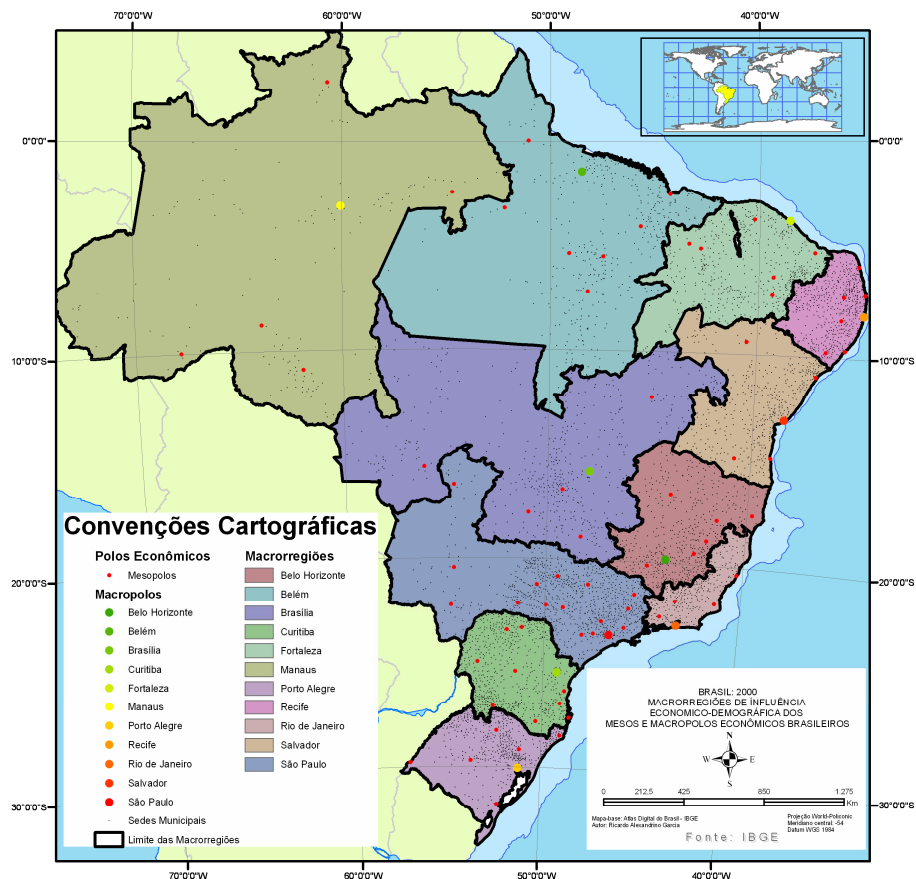 70°0'0"W
60°0'0"W
50°0'0"W
40°0'0"W
0°0'0"
0°0'0"
10°0'0"S
10°0'0"S
20°0'0"S
20°0'0"S
30°0'0"S
30°0'0"S
Convenções Cartográficas
Polos Econômicos
Mesopolos
Macropolos
Belo Horizonte
Belém
Brasília
Curitiba
Fortaleza
Manaus
Porto Alegre
Recife
Rio de Janeiro
Salvador
São Paulo
Sedes Municipais
Limite das Macrorregiões
Macrorregiões
Belo Horizonte
Belém
Brasília
Curitiba
Fortaleza
Manaus
Porto Alegre
Recife
Rio de Janeiro
Salvador
São Paulo
BRASIL: 2000
MACRORREGIÕES DE INFLUÊNCIA
ECONOMICO-DEMOGRÁFICA DOS
MESOS E MACROPOLOS ECONÔMICOS BRASILEIROS
N
W
E
S
0 212,5 425 850 1.275
Km
Mapa-base: Atlas Digital do Brasil - IBGE
Autor: Ricardo Alexandrino Garcia
Projeção World-Policonic
Meridiano central: -54
Datum WGS 1984
Fonte: IBGE
70°0'0"W
60°0'0"W
50°0'0"W
40°0'0"W